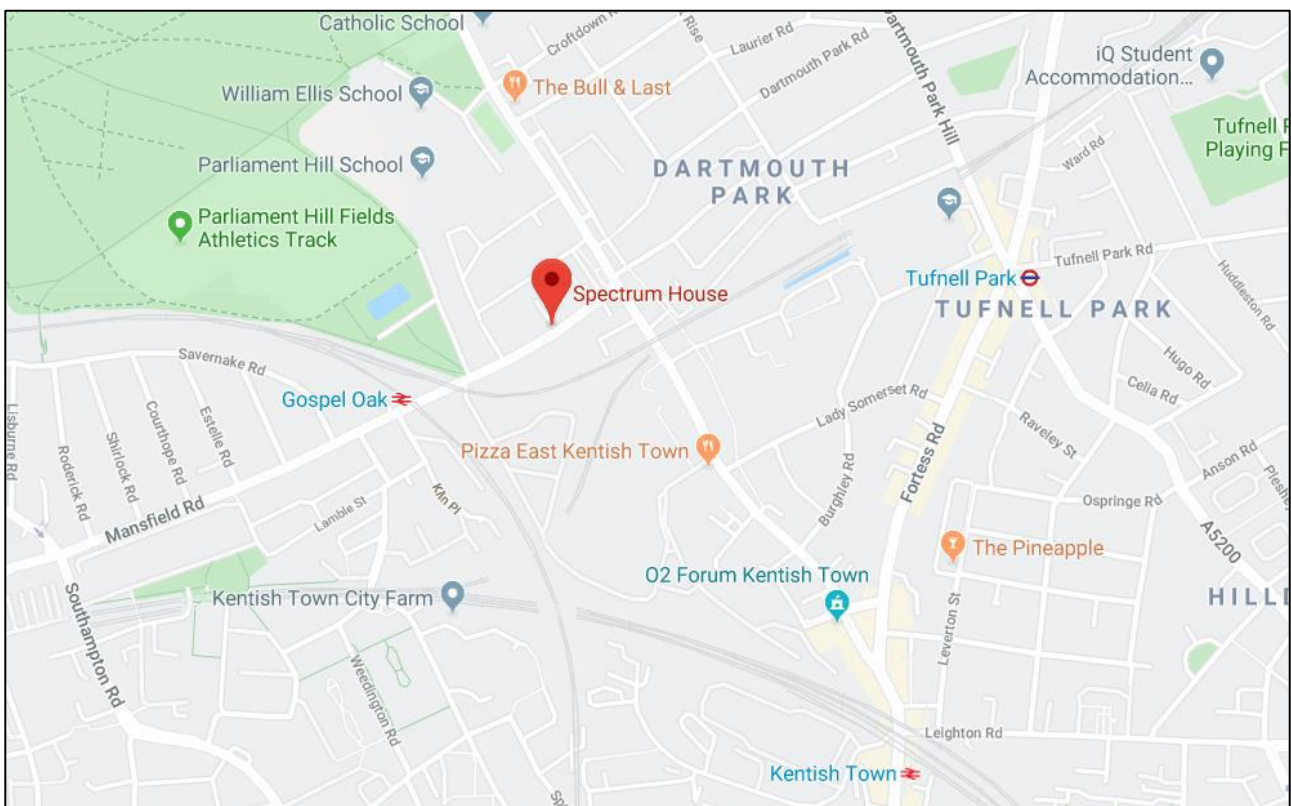 Catholic School
Croftdown
Rise
Laurier Rd
Dartmouth Park Rd
Dartmouth Park Hill
iQ Student
Accommodation...
William Ellis School
The Bull & Last
Tufnell
Playing
Ward Rd
Parliament Hill School
DARTMOUTH
PARK
Parliament Hill Fields
Athletics Track
Tufnell Park Rd
Tufnell Park
Huddleston Rd
Spectrum House
TUFNELL PARK
Savernake Rd
Hugo Rd
Celia Rd
Gospel Oak
Lady Somerset Rd
Lisburne Rd
Roderick Rd
Shirlock Rd
Courthope Rd
Estelle Rd
Raveley St
Pizza East Kentish Town
Fortess Rd
Anson Rd
Burghley Rd
Mansfield Rd
Lamble St
Kiln Pl
Ospringe Rd
A5200
The Pineapple
O2 Forum Kentish Town
Kentish Town City Farm
Southampton Rd
Leverton St
Weedington Rd
Leighton Rd
Kentish Town